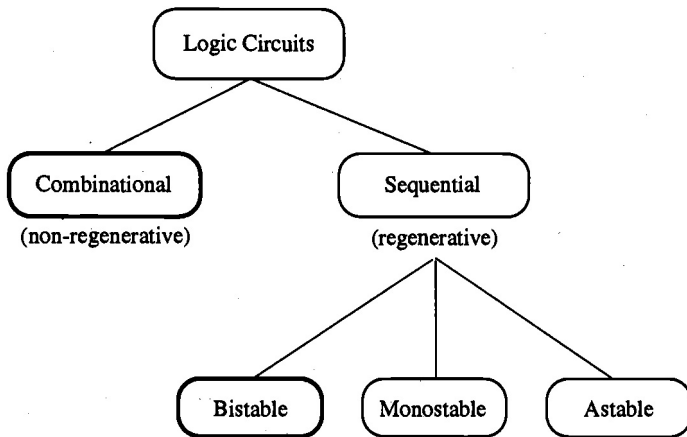 Logic Circuits
Combinational
Sequential
(non-regenerative)
(regenerative)
Bistable
Monostable
Astable